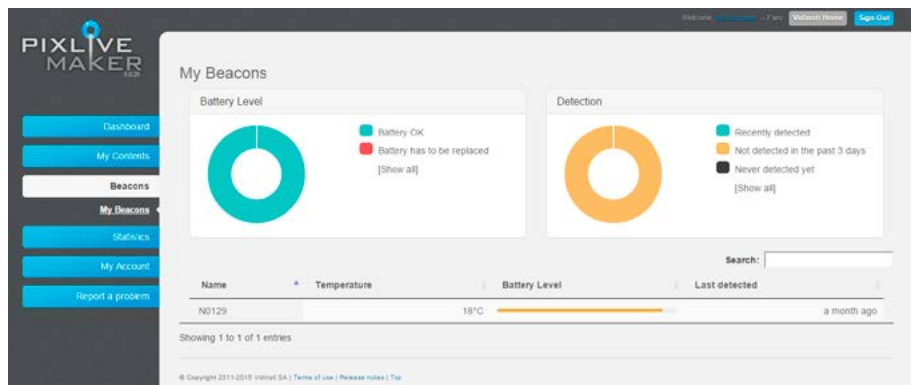 Welcome
Vidinoti Home
Sign Out
PIXLIVE
MAKER
Dashboard
My Contents
Beacons
My Beacons
Statistics
My Account
Report a problem
My Beacons
Battery Level
Battery OK
Battery has to be replaced
[Show all]
Detection
Recently detected
Not detected in the past 3 days
Never detected yet
[Show all]
Search:
Name Temperature Battery Level Last detected
N0129 18°C a month ago
Showing 1 to 1 of 1 entries
© Copyright 2011-2015 Vidinoti SA | Terms of use | Release notes | Top